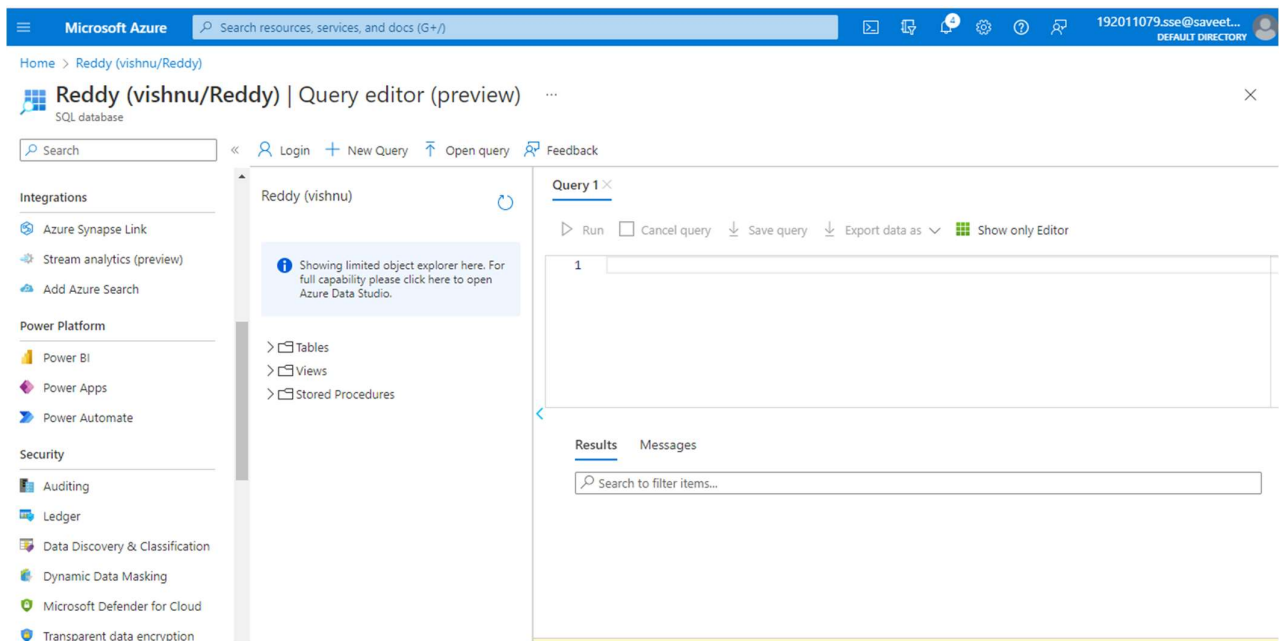 Microsoft Azure
Search resources, services, and docs (G+/)
4
192011079.sse@saveet...
DEFAULT DIRECTORY
Home > Reddy (vishnu/Reddy)
Reddy (vishnu/Reddy) | Query editor (preview) ...
SQL database
Search
«
Login
New Query
Open query
Feedback
Integrations
Azure Synapse Link
Stream analytics (preview)
Add Azure Search
Power Platform
Power BI
Power Apps
Power Automate
Security
Auditing
Ledger
Data Discovery & Classification
Dynamic Data Masking
Microsoft Defender for Cloud
Transparent data encryption
Reddy (vishnu)
Showing limited object explorer here. For
full capability please click here to open
Azure Data Studio.
Tables
Views
Stored Procedures
Query 1
Run
Cancel query
Save query
Export data as
Show only Editor
1
Results
Messages
Search to filter items...